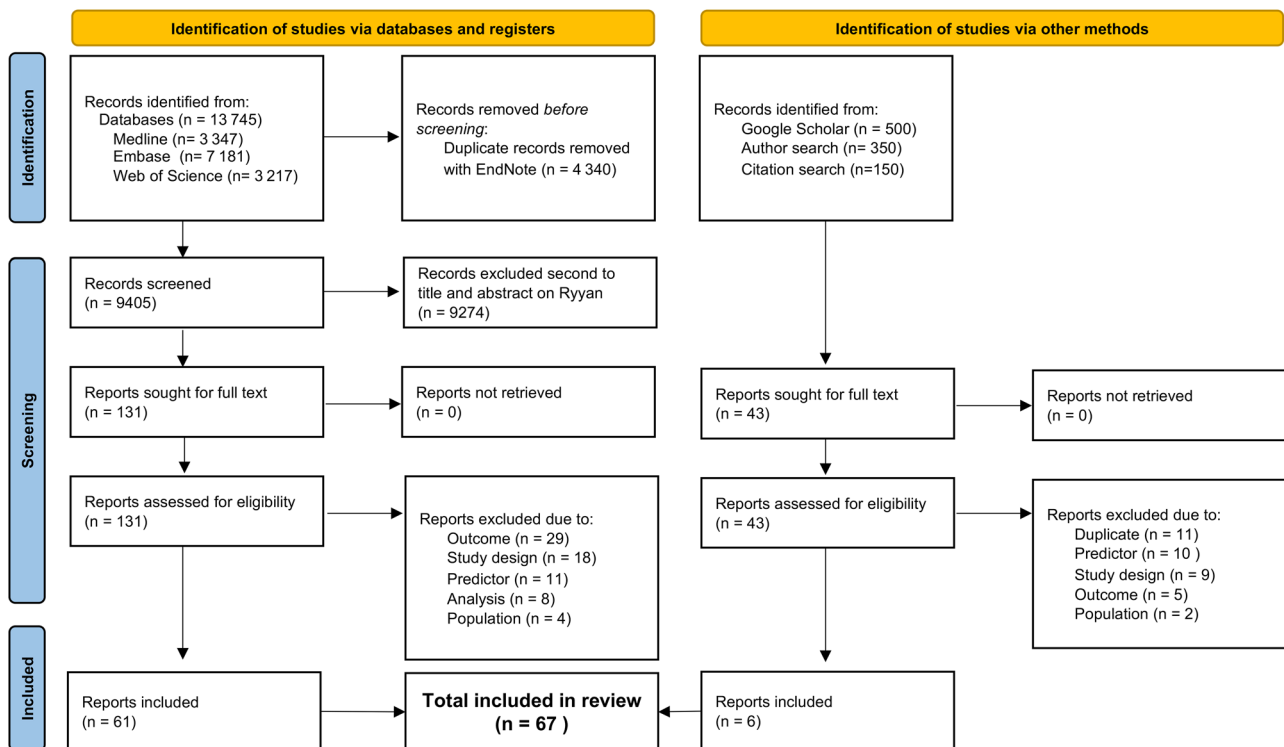 Identification of studies via databases and registers
Identification of studies via other methods
Identification
Records identified from:
Databases (n = 13 745)
Medline (n= 3 347)
Embase (n= 7 181)
Web of Science (n= 3 217)
Records removed before
screening:
Duplicate records removed
with EndNote (n = 4 340)
Records identified from:
Google Scholar (n = 500)
Author search (n= 350)
Citation search (n=150)
Screening
Records screened
(n = 9405)
Records excluded second to
title and abstract on Ryyan
(n = 9274)
Reports sought for full text
(n = 131)
Reports not retrieved
(n = 0)
Reports sought for full text
(n = 43)
Reports not retrieved
(n = 0)
Reports assessed for eligibility
(n = 131)
Reports excluded due to:
Outcome (n = 29)
Study design (n = 18)
Predictor (n = 11)
Analysis (n = 8)
Population (n = 4)
Reports assessed for eligibility
(n = 43)
Reports excluded due to:
Duplicate (n = 11)
Predictor (n = 10 )
Study design (n = 9)
Outcome (n = 5)
Population (n = 2)
Included
Reports included
(n = 61)
Total included in review
(n = 67 )
Reports included
(n = 6)